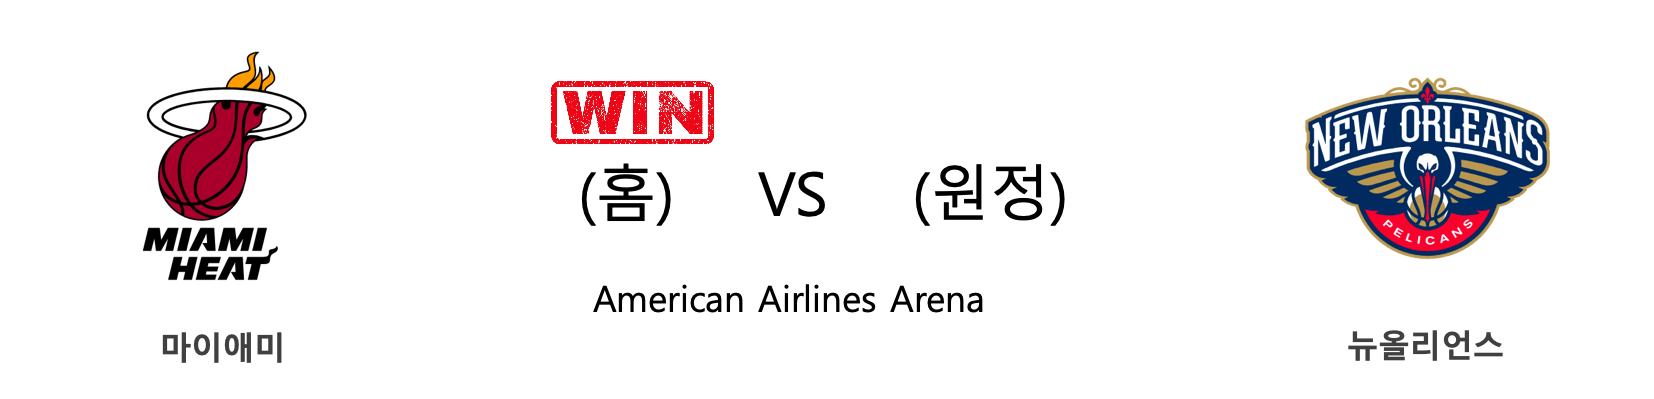 WIN
(홈) VS (원정)
American Airlines Arena
MIAMI
HEAT
마이애미
NEW ORLEANS
PELICANS
뉴올리언스